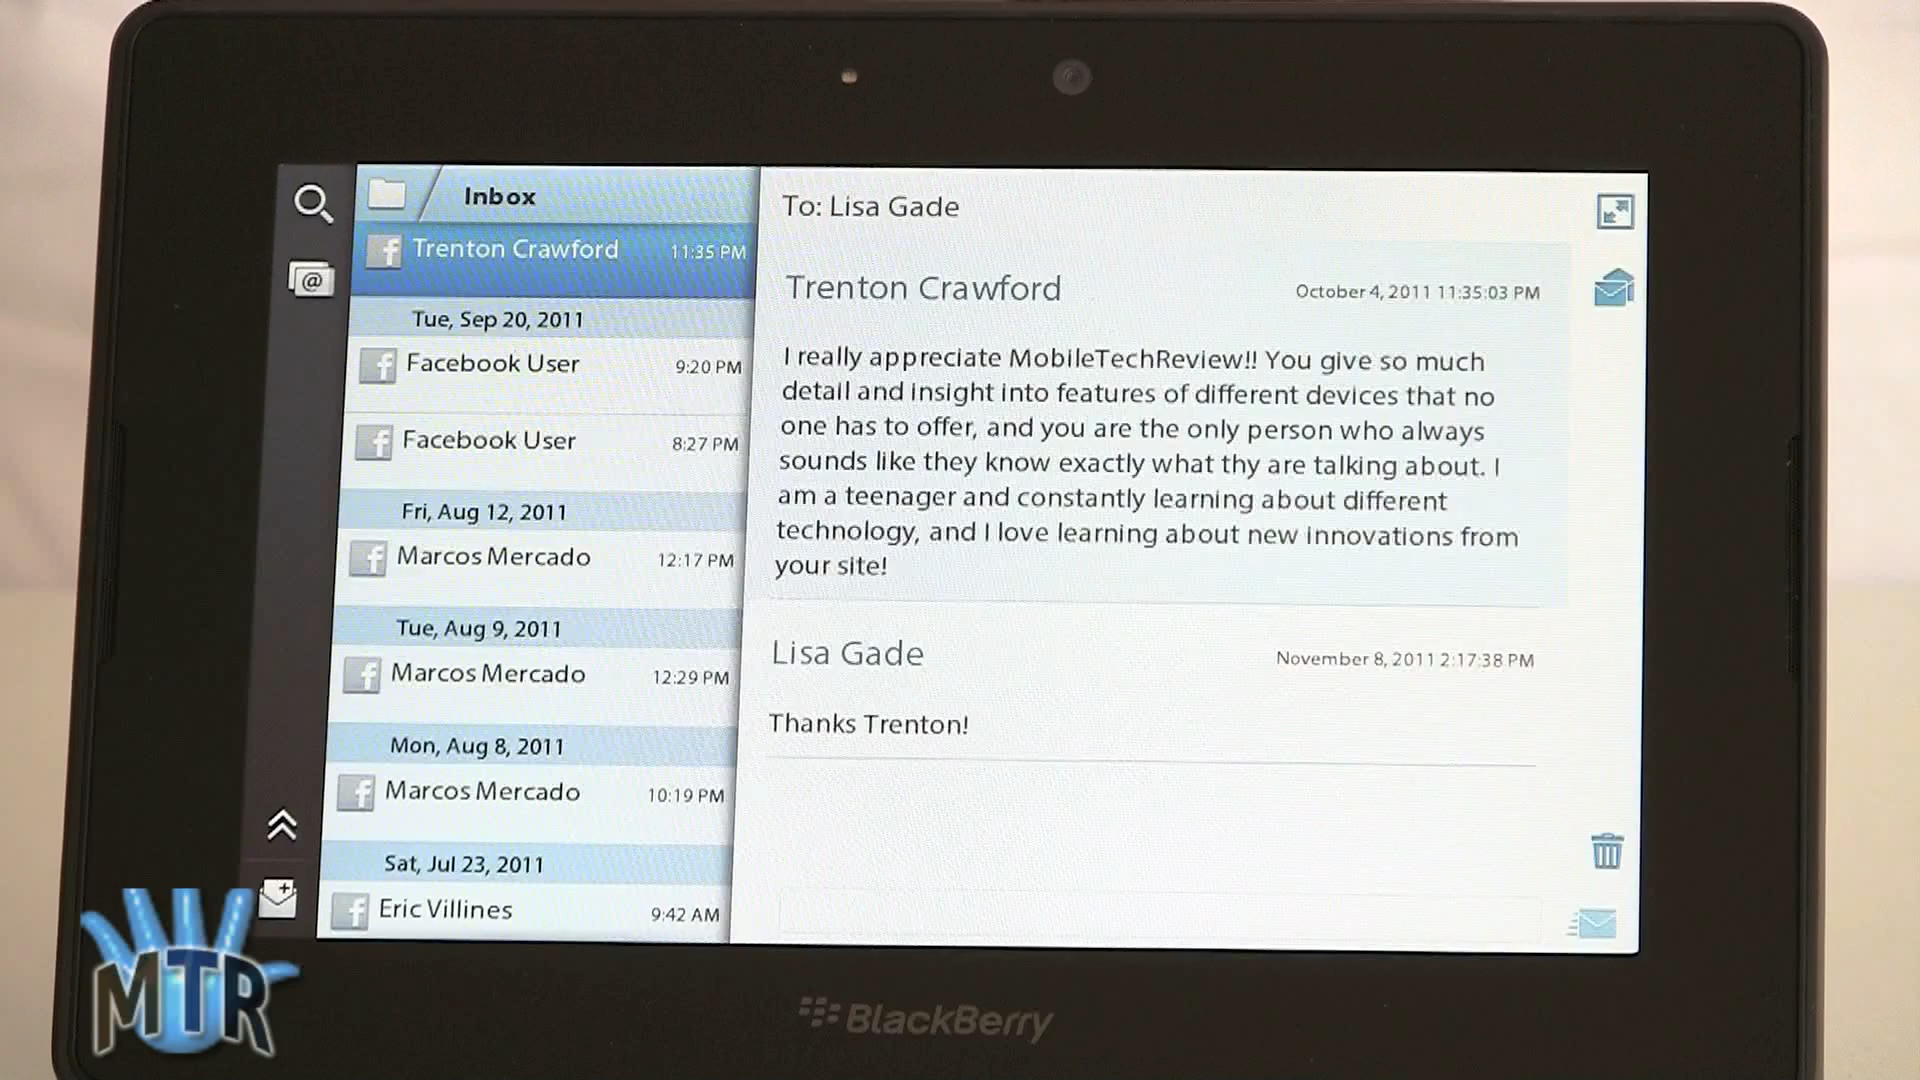 Inbox
Trenton Crawford 11:35 PM
Tue, Sep 20, 2011
Facebook User 9:20 PM
Facebook User 8:27 PM
Fri, Aug 12, 2011
Marcos Mercado 12:17 PM
Tue, Aug 9, 2011
Marcos Mercado 12:29 PM
Mon, Aug 8, 2011
Marcos Mercado 10:19 PM
Sat, Jul 23, 2011
Eric Villines 9:42 AM
To: Lisa Gade
Trenton Crawford October 4, 2011 11:35:03 PM
I really appreciate MobileTechReview!! You give so much
detail and insight into features of different devices that no
one has to offer, and you are the only person who always
sounds like they know exactly what thy are talking about. I
am a teenager and constantly learning about different
technology, and I love learning about new innovations from
your site!
Lisa Gade November 8, 2011 2:17:38 PM
Thanks Trenton!
BlackBerry
MTR